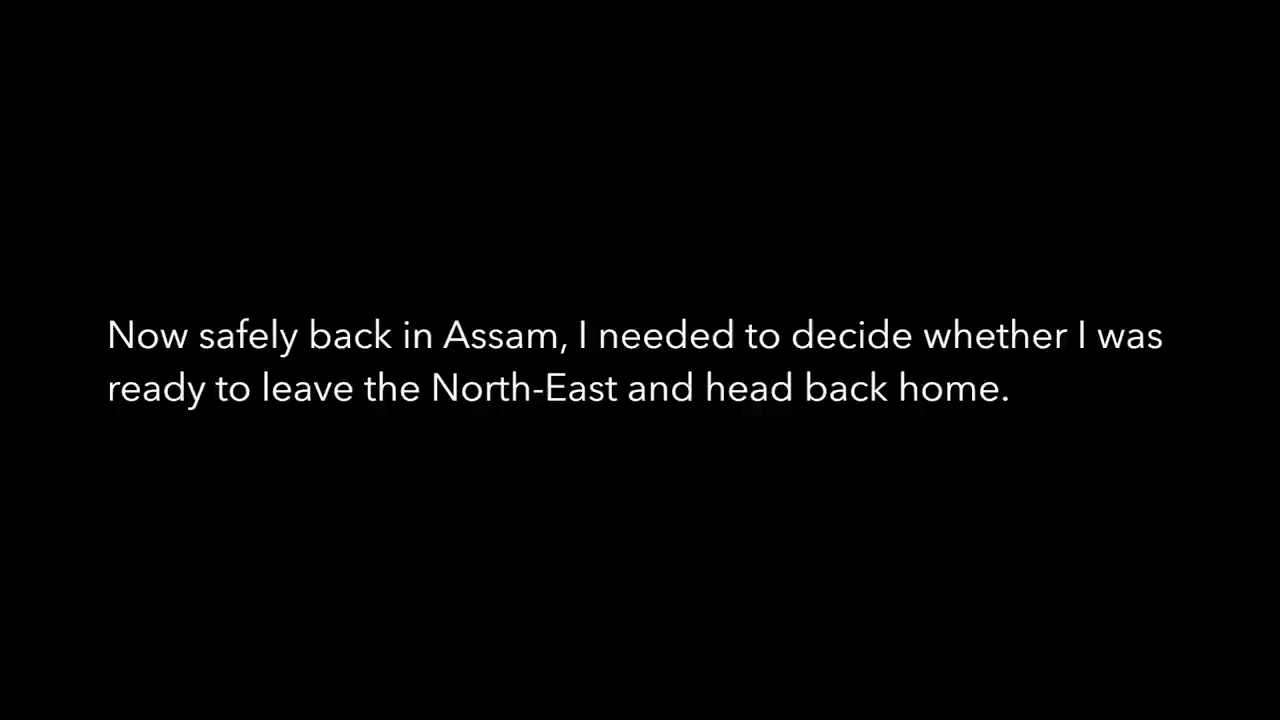 Now safely back in Assam, I needed to decide whether I was
ready to leave the North-East and head back home.